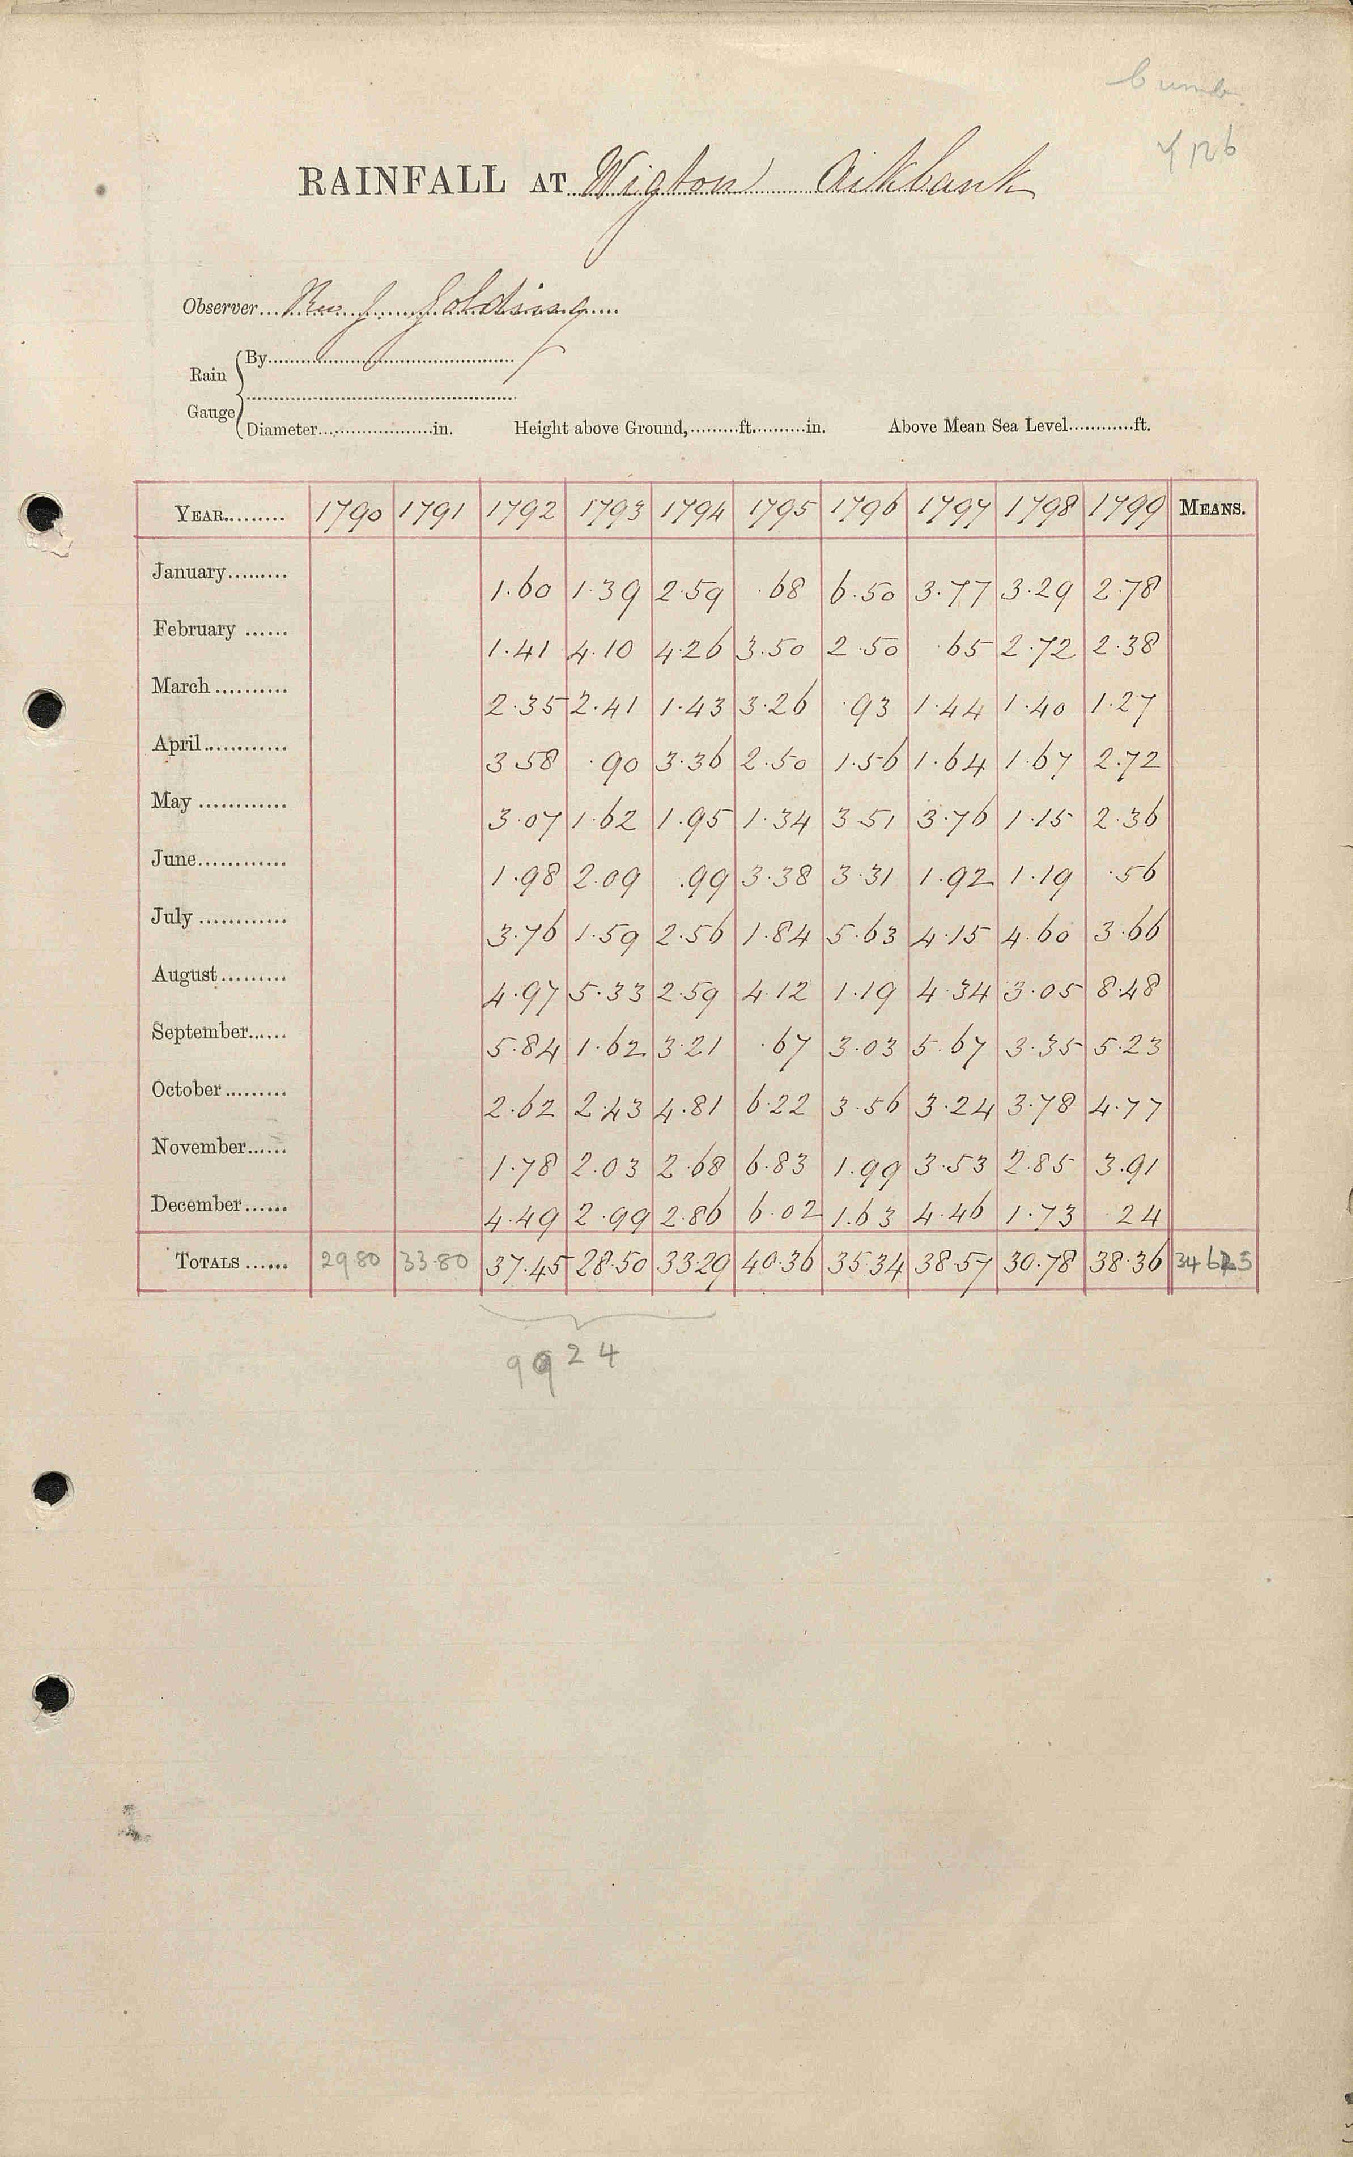 Cumb.
RAINFALL AT Wigton Aikbank
Observer Rev J. Golding
Rain Gauge
By
Diameter in. Height above Ground, ft. in. Above Mean Sea Level ft.
YEAR 1790 1791 1792 1793 1794 1795 1796 1797 1798 1799 MEANS.
January 1.60 1.39 2.59 .68 6.50 3.77 3.29 2.78
February 1.41 4.10 4.26 3.50 2.50 .65 2.72 2.38
March 2.35 2.41 1.43 3.26 .93 1.44 1.40 1.27
April 3.58 .90 3.36 2.50 1.56 1.64 1.67 2.72
May 3.07 1.62 1.95 1.34 3.51 3.76 1.15 2.36
June 1.98 2.09 .99 3.38 3.31 1.92 1.19 .56
July 3.76 1.59 2.56 1.84 5.63 4.15 4.60 3.66
August 4.97 5.33 2.59 4.12 1.19 4.34 3.05 8.48
September 5.84 1.62 3.21 .67 3.03 5.67 3.35 5.23
October 2.62 2.43 4.81 6.22 3.56 3.24 3.78 4.77
November 1.78 2.03 2.68 6.83 1.99 3.53 2.85 3.91
December 4.49 2.99 2.86 6.02 1.63 4.46 1.73 .24
TOTALS 29.80 33.80 37.45 28.50 33.29 40.36 35.34 38.57 30.78 38.36
99 24